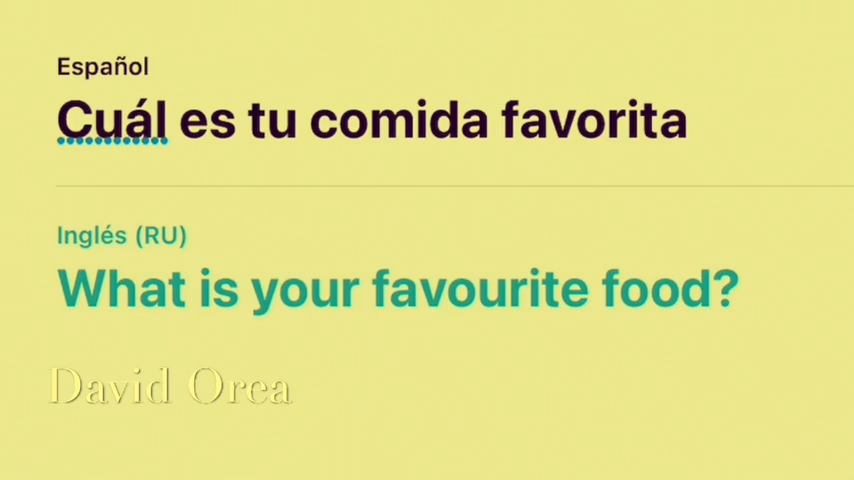 Español
Cuál es tu comida favorita
Inglés (RU)
What is your favourite food?
David Orea